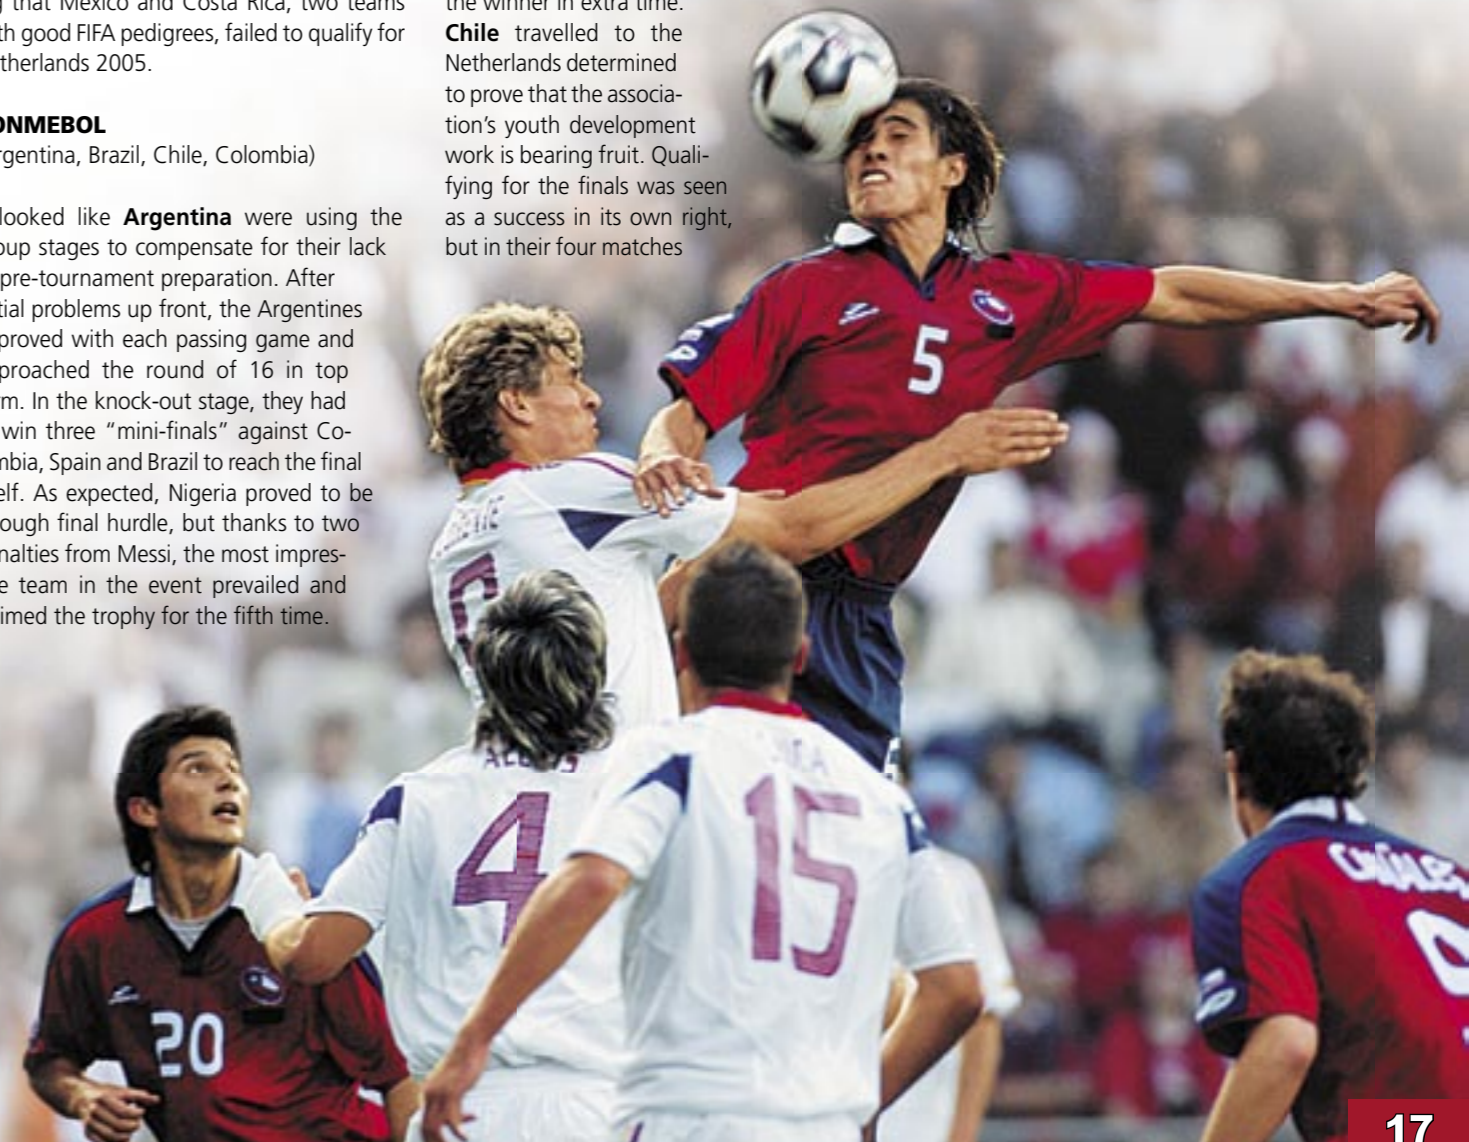 that Mexico and Costa Rica, two teams
th good FIFA pedigrees, failed to qualify for
therlands 2005.
ONMEBOL
rgentina, Brazil, Chile, Colombia)
looked like Argentina were using the
oup stages to compensate for their lack
pre-tournament preparation. After
tial problems up front, the Argentines
proved with each passing game and
proached the round of 16 in top
rm. In the knock-out stage, they had
win three “mini-finals” against Co-
mbia, Spain and Brazil to reach the final
elf. As expected, Nigeria proved to be
ough final hurdle, but thanks to two
nalties from Messi, the most impres-
e team in the event prevailed and
imed the trophy for the fifth time.
the winner in extra time.
Chile travelled to the
Netherlands determined
to prove that the associa-
tion’s youth development
work is bearing fruit. Quali-
fying for the finals was seen
as a success in its own right,
but in their four matches
5
4
15
20
17